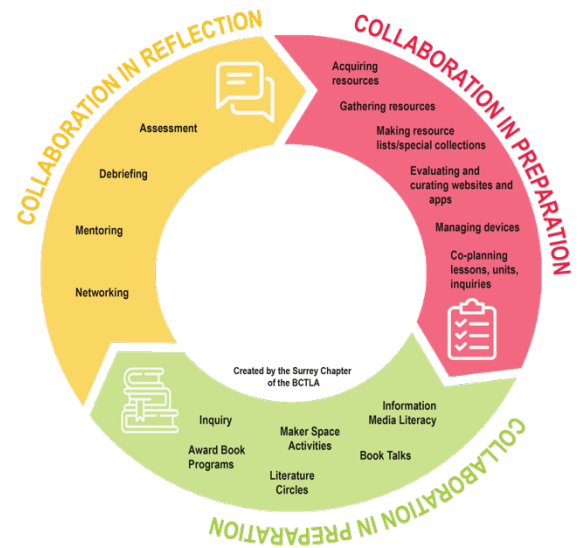 COLLABORATION IN REFLECTION
Assessment
Debriefing
Mentoring
Networking
COLLABORATION IN PREPARATION
Acquiring
resources
Gathering resources
Making resource
lists/special collections
Evaluating and
curating websites and
apps
Managing devices
Co-planning
lessons, units,
inquiries
Created by the Surrey Chapter
of the BCTLA
Inquiry
Award Book
Programs
Maker Space
Activities
Literature
Circles
Information
Media Literacy
Book Talks
COLLABORATION IN PREPARATION